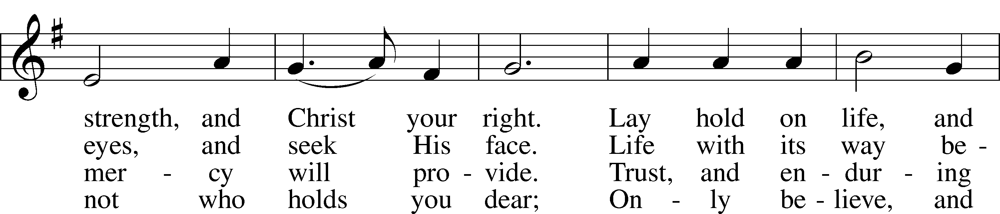 strength, and Christ your right. Lay hold on life, and
eyes, and seek His face. Life with its way be -
mer - cy will pro - vide. Trust, and en - dur - ing
not who holds you dear; On - ly be - lieve, and